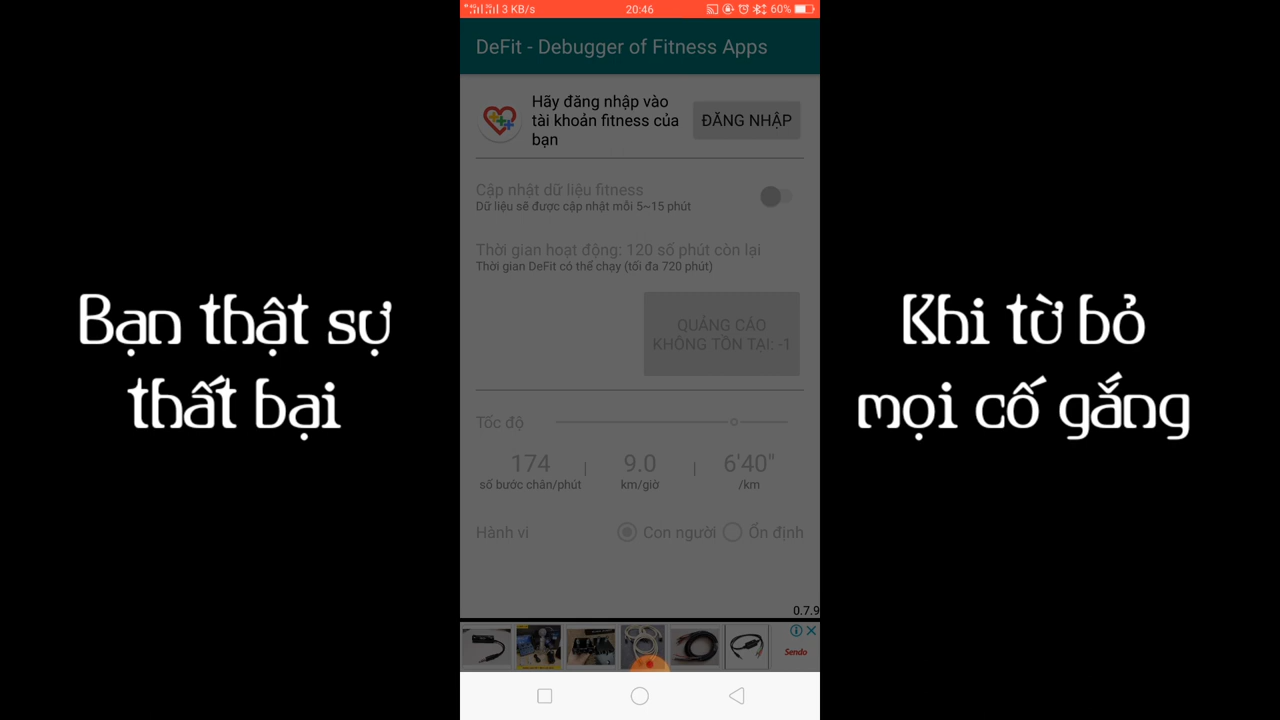 3 KB/s 20:46 60%
DeFit - Debugger of Fitness Apps
Hãy đăng nhập vào
tài khoản fitness của
bạn
ĐĂNG NHẬP
Cập nhật dữ liệu fitness
Dữ liệu sẽ được cập nhật mỗi 5~15 phút
Thời gian hoạt động: 120 số phút còn lại
Thời gian DeFit có thể chạy (tối đa 720 phút)
QUẢNG CÁO
KHÔNG TỒN TẠI: -1
Tốc độ
174 | 9.0 | 6'40"
số bước chân/phút km/giờ /km
Hành vi Con người Ổn định
0.7.9
Sendo
Bạn thật sự
thất bại
Khi từ bỏ
mọi cố gắng